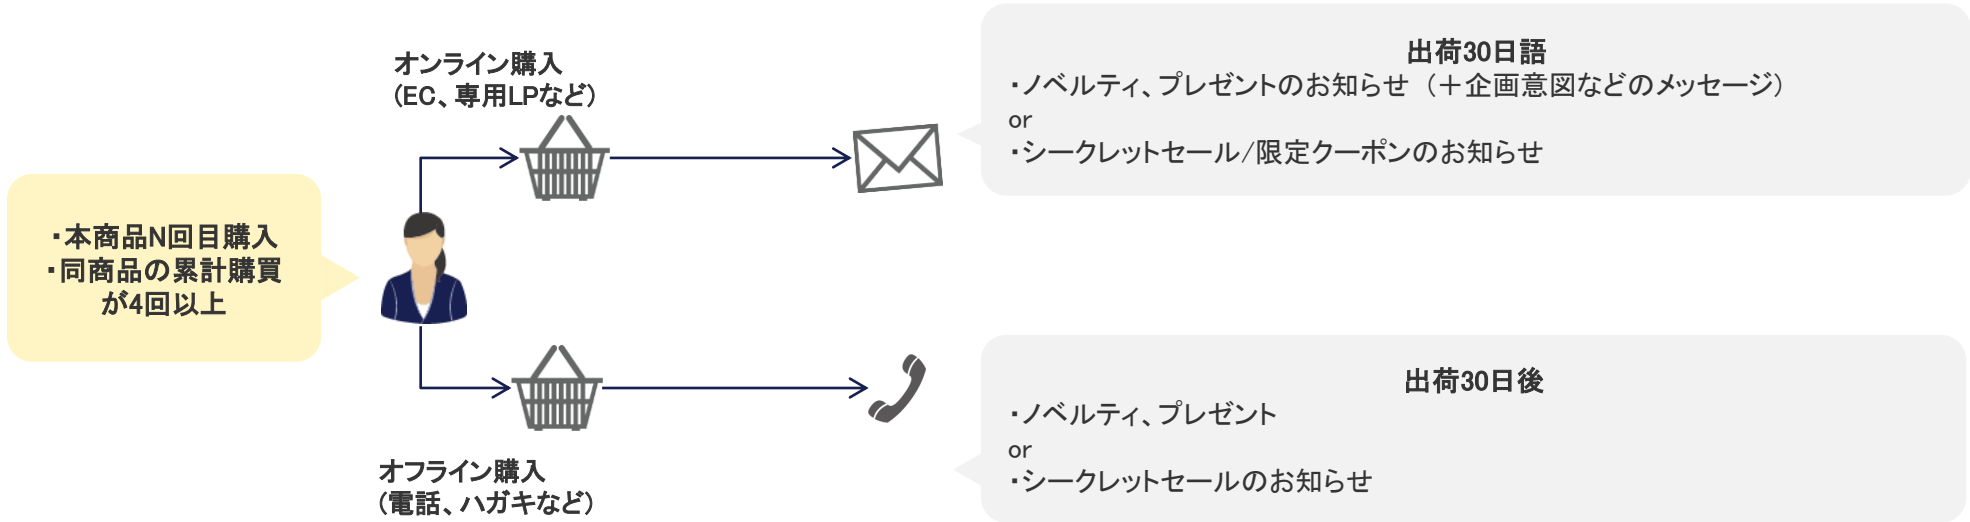 オンライン購入
(EC、専用LPなど)
出荷30日語
・ノベルティ、プレゼントのお知らせ（＋企画意図などのメッセージ）
or
・シークレットセール/限定クーポンのお知らせ
・本商品N回目購入
・同商品の累計購買
が4回以上
出荷30日後
・ノベルティ、プレゼント
or
・シークレットセールのお知らせ
オフライン購入
(電話、ハガキなど)